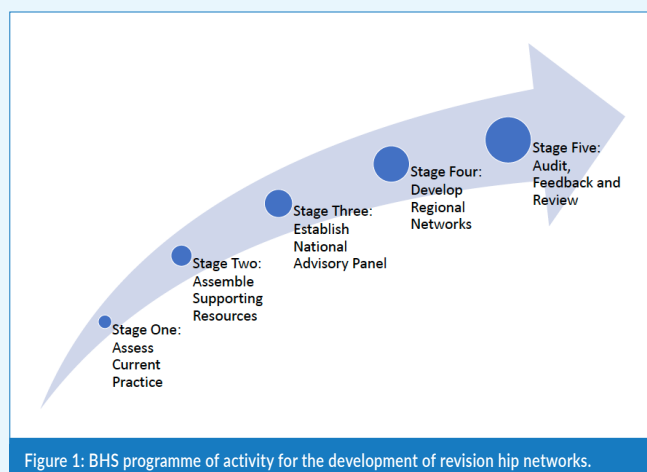 Stage One:
Assess
Current
Practice
Stage Two:
Assemble
Supporting
Resources
Stage Three:
Establish
National
Advisory Panel
Stage Four:
Develop
Regional
Networks
Stage Five:
Audit,
Feedback and
Review
Figure 1: BHS programme of activity for the development of revision hip networks.